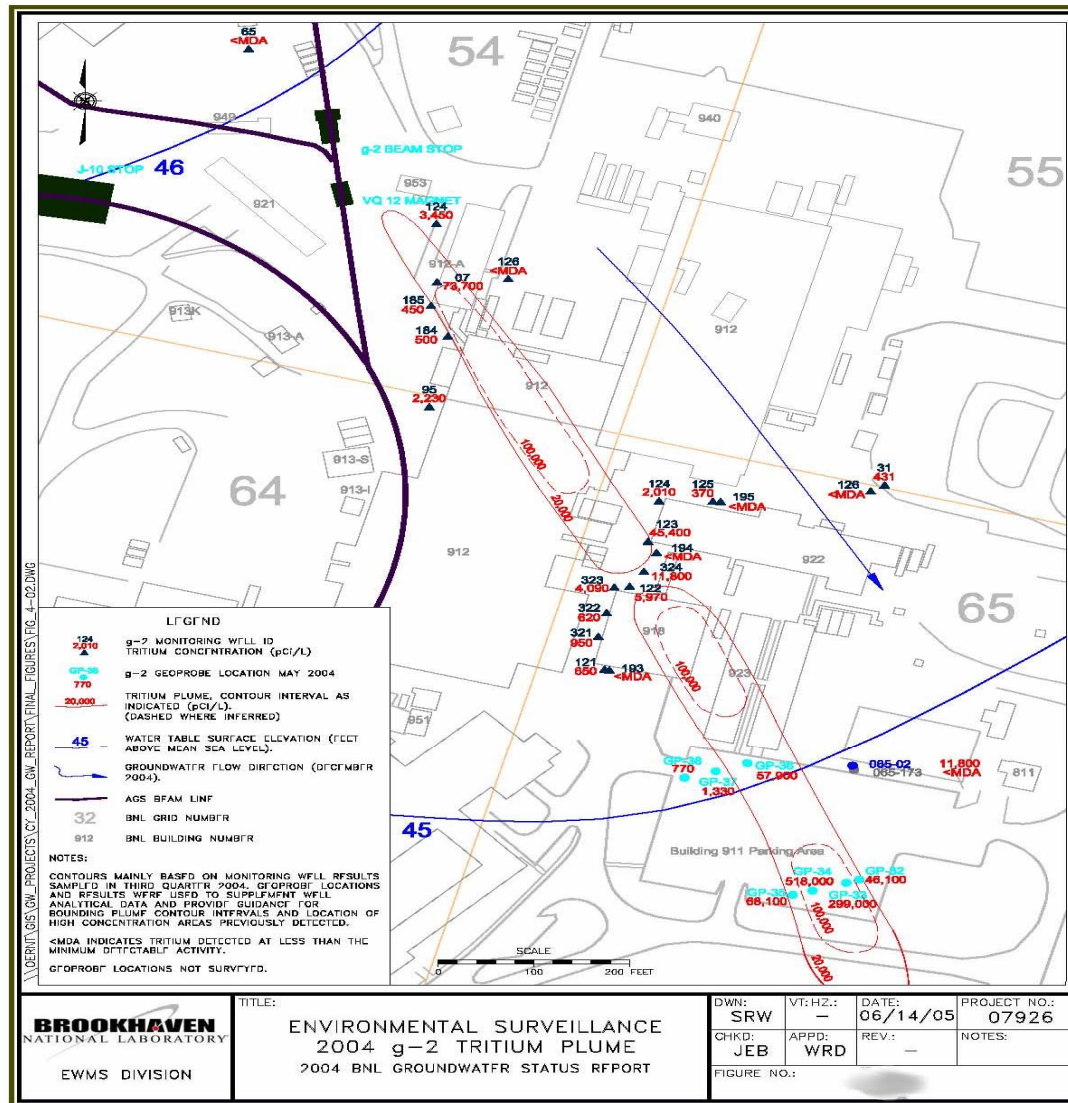 65
<MDA
54
949
940
g-2 BEAM STOP
J-10 STOP
46
55
953
921
VQ 12 MAGNET
124
3,450
912-A
126
<MDA
07
73,700
185
450
913K
184
500
913-A
912
912
95
2,230
913-S
100,000
64
913-I
20,000
124
2,010
125
370
195
<MDA
126
<MDA
31
431
123
45,400
912
194
<MDA
922
324
11,800
323
4,090
122
5,970
65
322
620
918
321
950
100,000
923
121
650
193
<MDA
951
GP-38
770
GP-36
57,900
GP-37
1,330
065-02
11,800
065-173
<MDA
811
45
Building 911 Parking Area
GP-34
518,000
GP-32
46,100
GP-35
68,100
GP-33
299,000
100,000
20,000
LEGEND
124
2,010
g-2 MONITORING WELL ID
TRITIUM CONCENTRATION (pCi/L)
GP-38
770
g-2 GEOPROBE LOCATION MAY 2004
20,000
TRITIUM PLUME, CONTOUR INTERVAL AS
INDICATED (pCi/L).
(DASHED WHERE INFERRED)
45
WATER TABLE SURFACE ELEVATION (FEET
ABOVE MEAN SEA LEVEL).
GROUNDWATER FLOW DIRECTION (DECEMBER
2004).
AGS BEAM LINE
32
BNL GRID NUMBER
912
BNL BUILDING NUMBER
NOTES:
CONTOURS MAINLY BASED ON MONITORING WELL RESULTS
SAMPLED IN THIRD QUARTER 2004. GEOPROBE LOCATIONS
AND RESULTS WERE USED TO SUPPLEMENT WELL
ANALYTICAL DATA AND PROVIDE GUIDANCE FOR
BOUNDING PLUME CONTOUR INTERVALS AND LOCATION OF
HIGH CONCENTRATION AREAS PREVIOUSLY DETECTED.
<MDA INDICATES TRITIUM DETECTED AT LESS THAN THE
MINIMUM DETECTABLE ACTIVITY.
GEOPROBE LOCATIONS NOT SURVEYED.
SCALE
0 100 200 FEET
\\OERNT\GIS\GW_PROJECTS\CY_2004_GW_REPORT\FINAL_FIGURES\FIG_4-02.DWG
BROOKHAVEN
NATIONAL LABORATORY
EWMS DIVISION
TITLE:
ENVIRONMENTAL SURVEILLANCE
2004 g-2 TRITIUM PLUME
2004 BNL GROUNDWATER STATUS REPORT
DWN:
SRW
VT:HZ.:
–
DATE:
06/14/05
PROJECT NO.:
07926
CHKD:
JEB
APPD:
WRD
REV.:
–
NOTES:
FIGURE NO.: